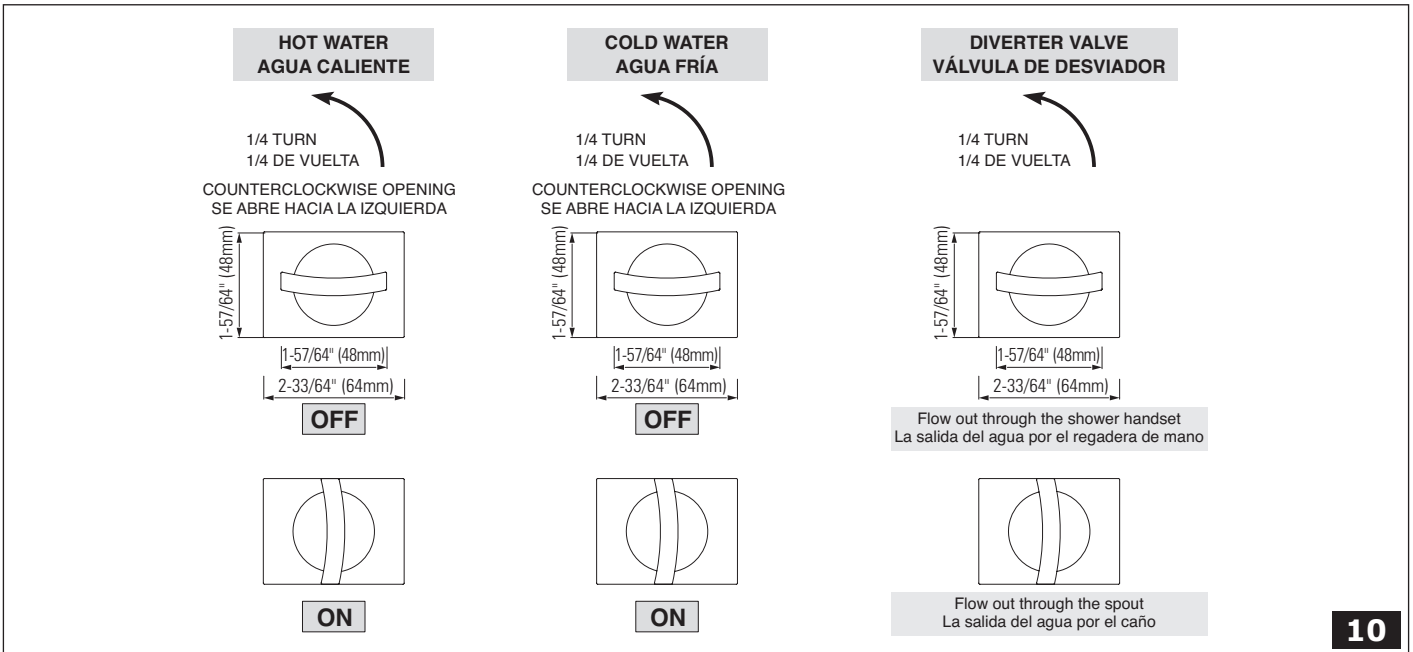 HOT WATER
AGUA CALIENTE
1/4 TURN
1/4 DE VUELTA
COUNTERCLOCKWISE OPENING
SE ABRE HACIA LA IZQUIERDA
1-57/64" (48mm)
1-57/64" (48mm)
2-33/64" (64mm)
OFF
ON
COLD WATER
AGUA FRÍA
1/4 TURN
1/4 DE VUELTA
COUNTERCLOCKWISE OPENING
SE ABRE HACIA LA IZQUIERDA
1-57/64" (48mm)
1-57/64" (48mm)
2-33/64" (64mm)
OFF
ON
DIVERTER VALVE
VÁLVULA DE DESVIADOR
1/4 TURN
1/4 DE VUELTA
1-57/64" (48mm)
1-57/64" (48mm)
2-33/64" (64mm)
Flow out through the shower handset
La salida del agua por el regadera de mano
Flow out through the spout
La salida del agua por el caño
10